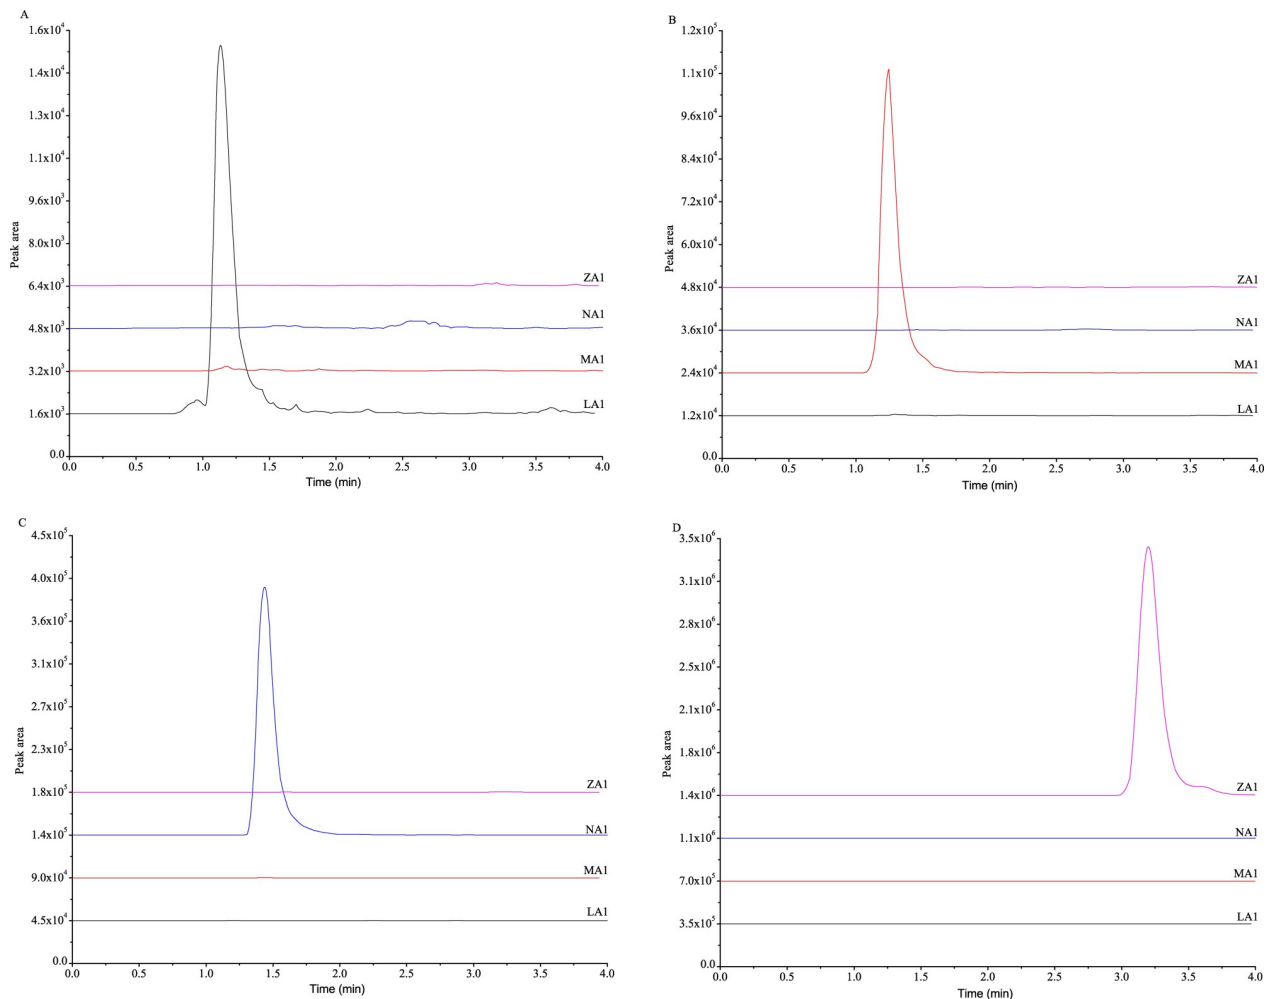 A
1.6x10⁴
1.4x10⁴
1.3x10⁴
1.1x10⁴
9.6x10³
8.0x10³
6.4x10³
4.8x10³
3.2x10³
1.6x10³
0.0
Peak area
ZA1
NA1
MA1
LA1
0.0 0.5 1.0 1.5 2.0 2.5 3.0 3.5 4.0
Time (min)
B
1.2x10⁵
1.1x10⁵
9.6x10⁴
8.4x10⁴
7.2x10⁴
6.0x10⁴
4.8x10⁴
3.6x10⁴
2.4x10⁴
1.2x10⁴
0.0
Peak area
ZA1
NA1
MA1
LA1
0.0 0.5 1.0 1.5 2.0 2.5 3.0 3.5 4.0
Time (min)
C
4.5x10⁵
4.0x10⁵
3.6x10⁵
3.1x10⁵
2.7x10⁵
2.3x10⁵
1.8x10⁵
1.4x10⁵
9.0x10⁴
4.5x10⁴
0.0
Peak area
ZA1
NA1
MA1
LA1
0.0 0.5 1.0 1.5 2.0 2.5 3.0 3.5 4.0
Time (min)
D
3.5x10⁶
3.1x10⁶
2.8x10⁶
2.5x10⁶
2.1x10⁶
1.8x10⁶
1.4x10⁶
1.1x10⁶
7.0x10⁵
3.5x10⁵
0.0
Peak area
ZA1
NA1
MA1
LA1
0.0 0.5 1.0 1.5 2.0 2.5 3.0 3.5 4.0
Time (min)